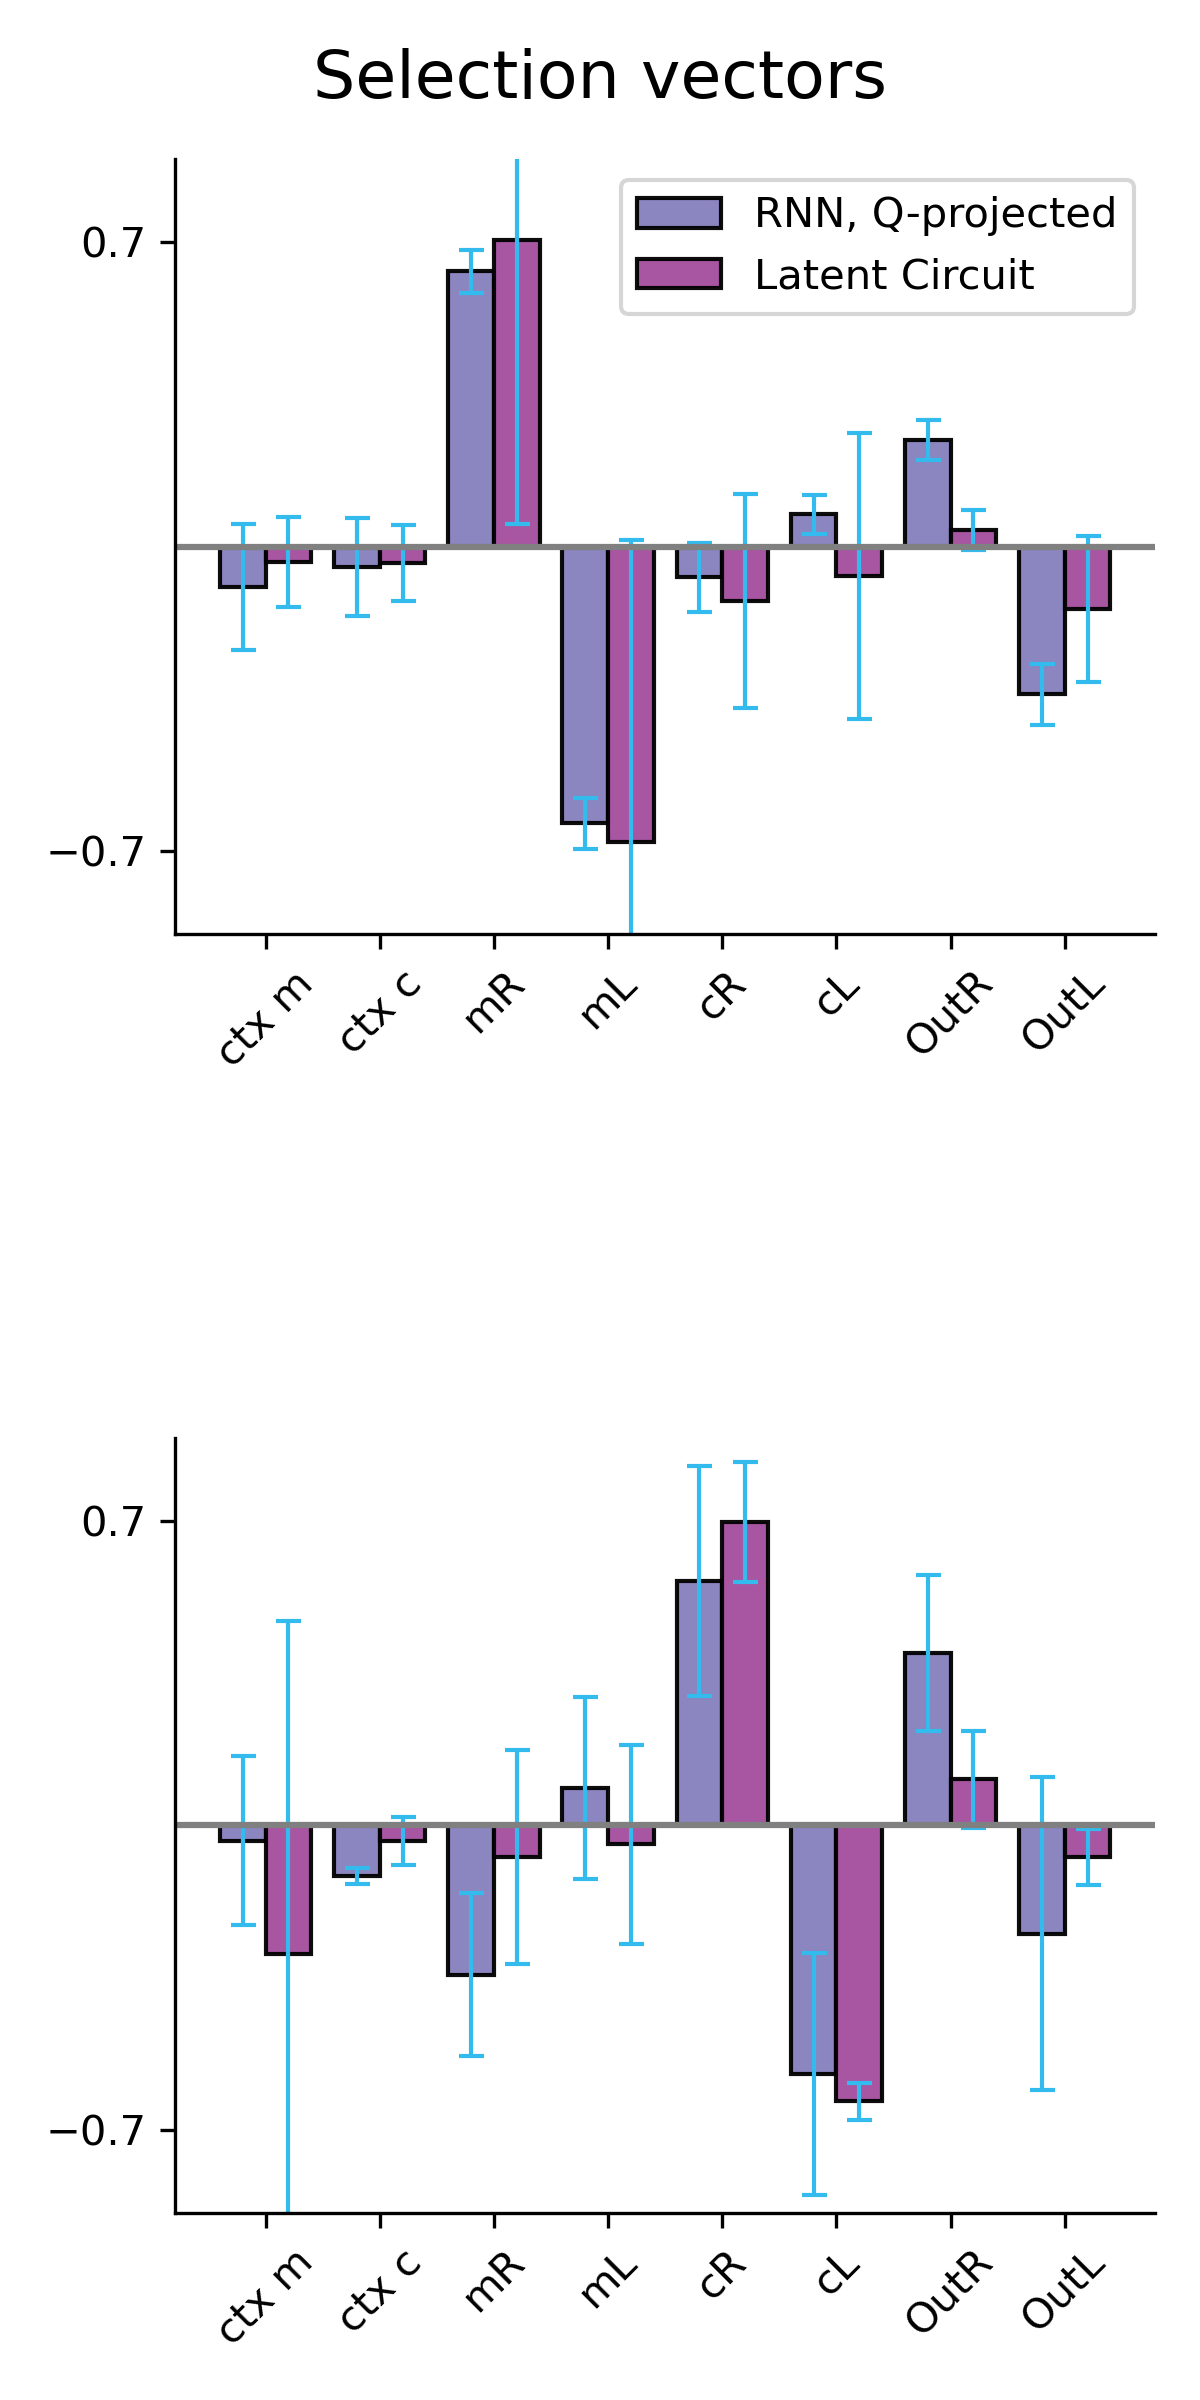 Selection vectors
RNN, Q-projected
Latent Circuit
0.7
−0.7
ctx m
ctx c
mR
mL
cR
cL
OutR
OutL
0.7
−0.7
ctx m
ctx c
mR
mL
cR
cL
OutR
OutL